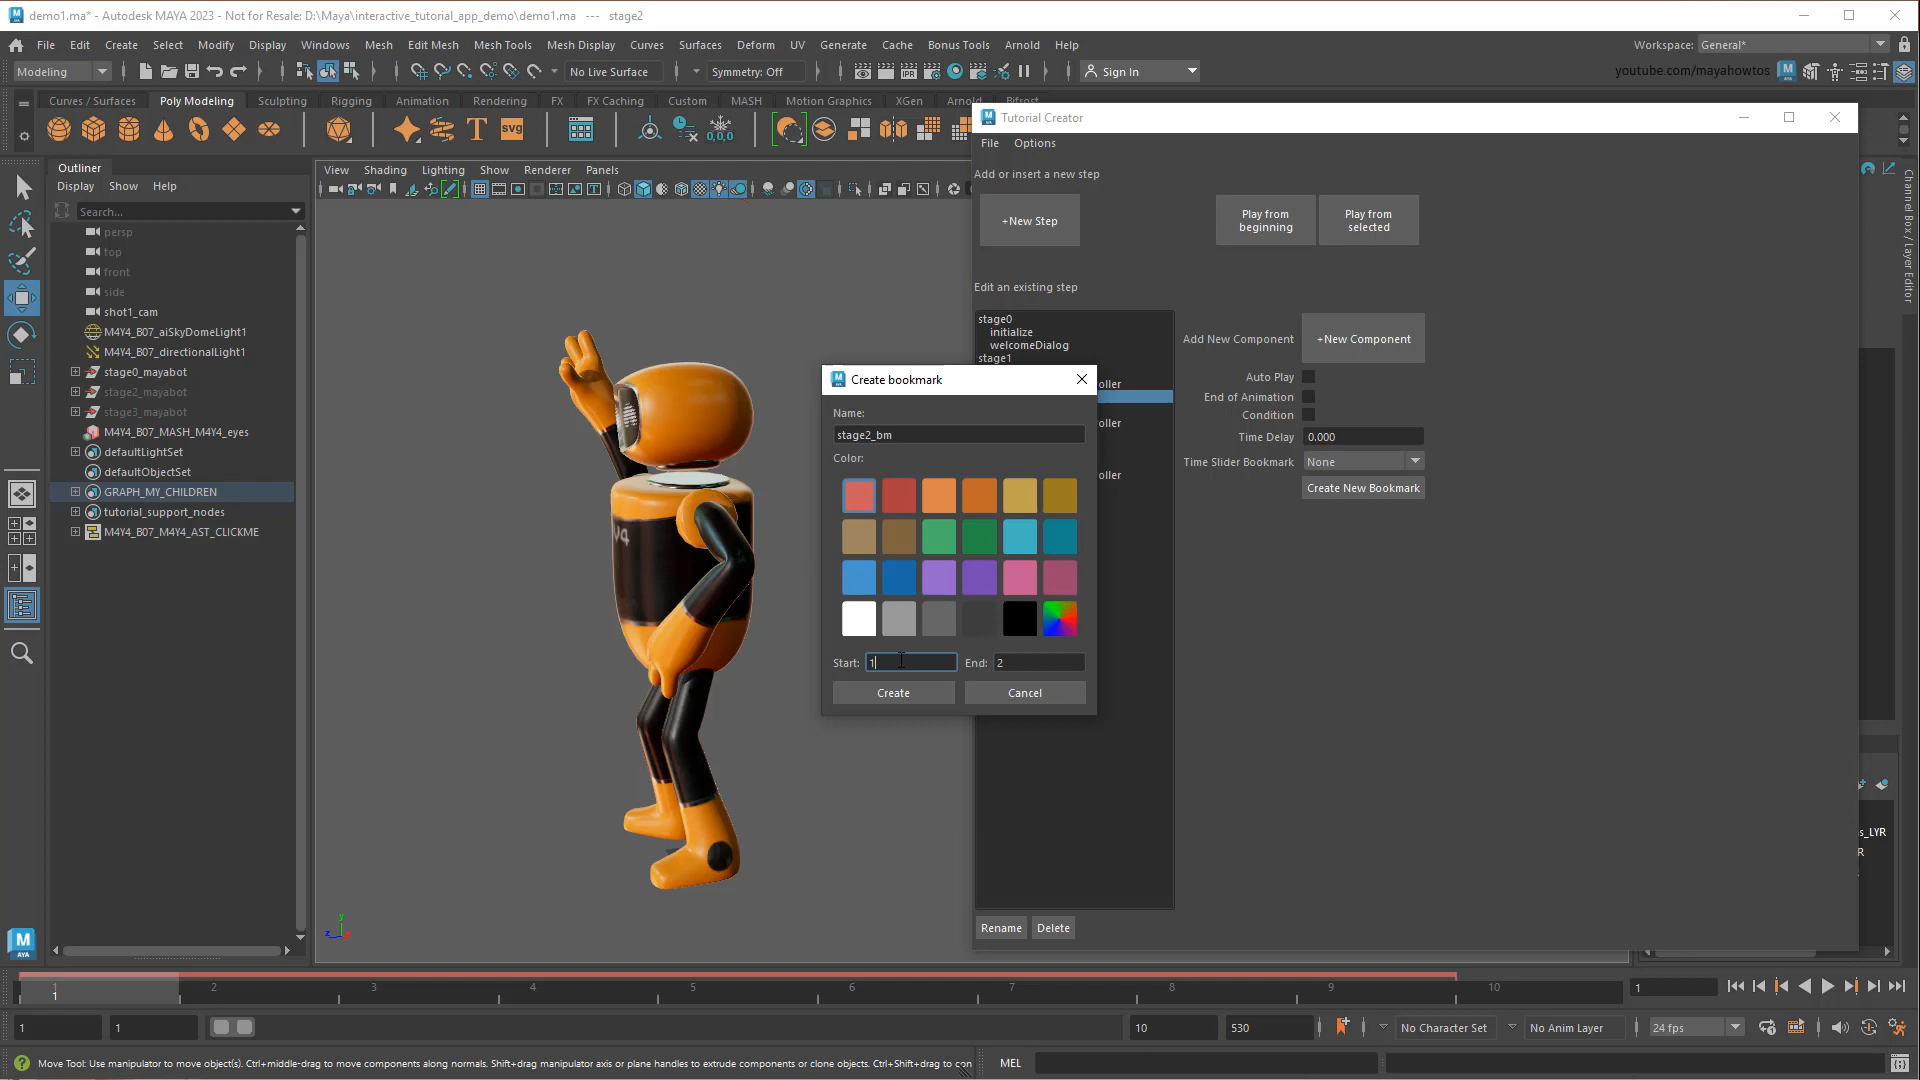 demo1.ma* - Autodesk MAYA 2023 - Not for Resale: D:\Maya\interactive_tutorial_app_demo\demo1.ma --- stage2
File Edit Create Select Modify Display Windows Mesh Edit Mesh Mesh Tools Mesh Display Curves Surfaces Deform UV Generate Cache Bonus Tools Arnold Help
Workspace: General*
Modeling
No Live Surface
Symmetry: Off
Sign In
youtube.com/mayahowtos
Curves / Surfaces Poly Modeling Sculpting Rigging Animation Rendering FX FX Caching Custom MASH Motion Graphics XGen Arnold Bifrost
Outliner
Display Show Help
Search...
persp
top
front
side
shot1_cam
M4Y4_B07_aiSkyDomeLight1
M4Y4_B07_directionalLight1
stage0_mayabot
stage2_mayabot
stage3_mayabot
M4Y4_B07_MASH_M4Y4_eyes
defaultLightSet
defaultObjectSet
GRAPH_MY_CHILDREN
tutorial_support_nodes
M4Y4_B07_M4Y4_AST_CLICKME
View Shading Lighting Show Renderer Panels
Tutorial Creator
File Options
Add or insert a new step
+New Step
Play from beginning
Play from selected
Edit an existing step
stage0
initialize
welcomeDialog
stage1
oller
oller
oller
Add New Component
+New Component
Auto Play
End of Animation
Condition
Time Delay 0.000
Time Slider Bookmark None
Create New Bookmark
Rename Delete
Create bookmark
Name:
stage2_bm
Color:
Start: 1 End: 2
Create Cancel
Channel Box / Layer Editor
s_LYR
R
1 2 3 4 5 6 7 8 9 10
1
1
1 1 10 530
No Character Set
No Anim Layer
24 fps
Move Tool: Use manipulator to move object(s). Ctrl+middle-drag to move components along normals. Shift+drag manipulator axis or plane handles to extrude components or clone objects. Ctrl+Shift+drag to con
MEL